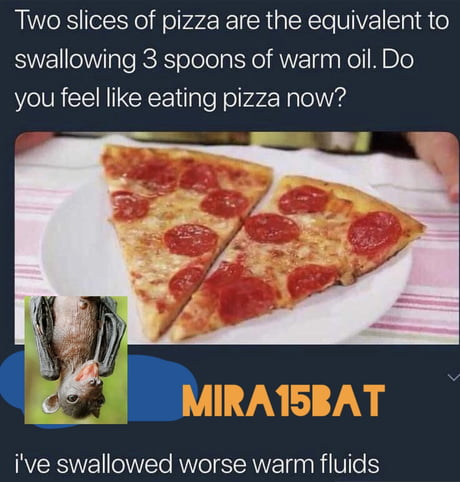 Two slices of pizza are the equivalent to
swallowing 3 spoons of warm oil. Do
you feel like eating pizza now?
MIRA15BAT
i've swallowed worse warm fluids